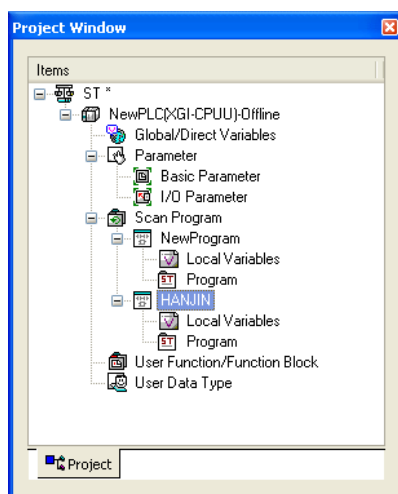 Project Window
Items
ST *
NewPLC(XGI-CPUU)-Offline
Global/Direct Variables
Parameter
Basic Parameter
I/O Parameter
Scan Program
NewProgram
Local Variables
ST Program
HANJIN
Local Variables
ST Program
User Function/Function Block
User Data Type
Project